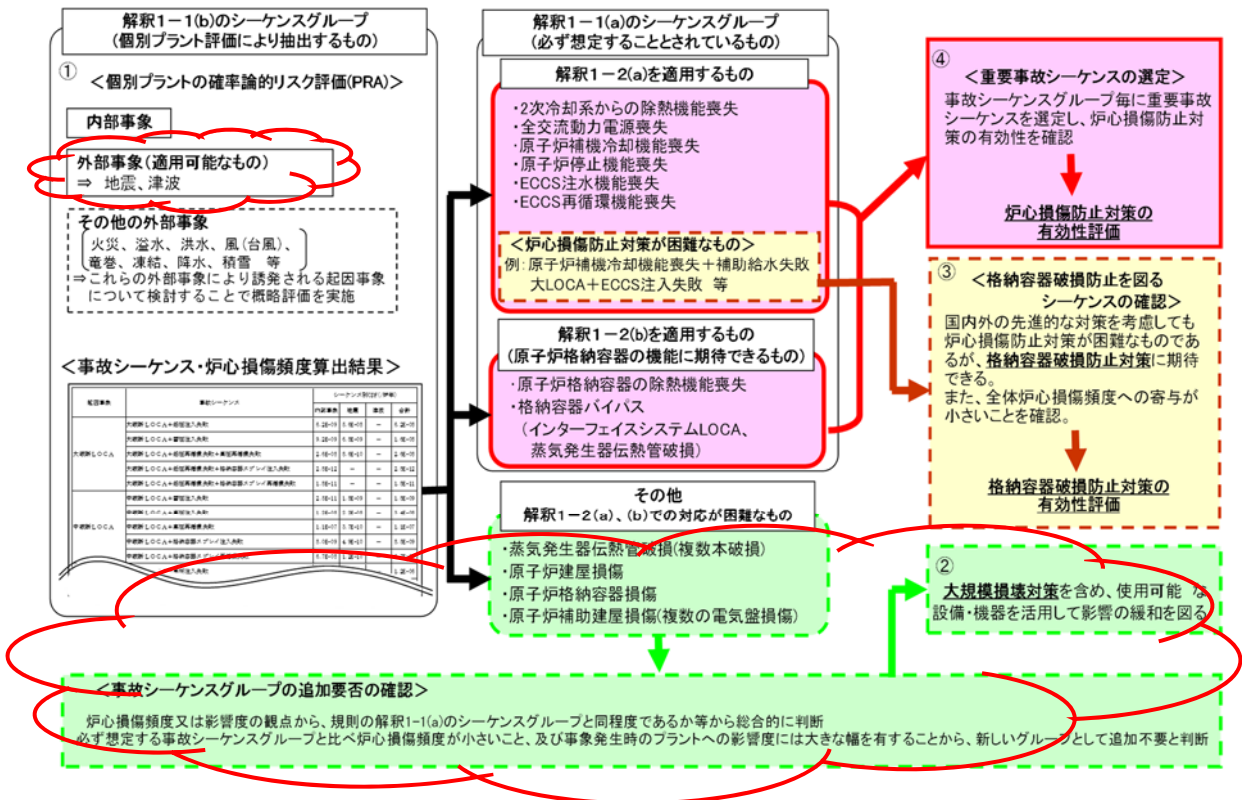 解釈1-1(b)のシーケンスグループ
(個別プラント評価により抽出するもの)
①
<個別プラントの確率論的リスク評価(PRA)>
内部事象
外部事象(適用可能なもの)
⇒ 地震、津波
その他の外部事象
火災、溢水、洪水、風(台風)、
竜巻、凍結、降水、積雪 等
⇒これらの外部事象により誘発される起因事象
について検討することで概略評価を実施
<事故シーケンス・炉心損傷頻度算出結果>
起因事象
事故シーケンス
内部事象 地震 津波 合計
大破断LOCA
中破断LOCA
解釈1-1(a)のシーケンスグループ
(必ず想定することとされているもの)
解釈1-2(a)を適用するもの
・2次冷却系からの除熱機能喪失
・全交流動力電源喪失
・原子炉補機冷却機能喪失
・原子炉停止機能喪失
・ECCS注水機能喪失
・ECCS再循環機能喪失
<炉心損傷防止対策が困難なもの>
例:原子炉補機冷却機能喪失+補助給水失敗
大LOCA+ECCS注入失敗 等
解釈1-2(b)を適用するもの
(原子炉格納容器の機能に期待できるもの)
・原子炉格納容器の除熱機能喪失
・格納容器バイパス
(インターフェイスシステムLOCA、
蒸気発生器伝熱管破損)
その他
解釈1-2(a)、(b)での対応が困難なもの
・蒸気発生器伝熱管破損(複数本破損)
・原子炉建屋損傷
・原子炉格納容器損傷
・原子炉補助建屋損傷(複数の電気盤損傷)
④
<重要事故シーケンスの選定>
事故シーケンスグループ毎に重要事故
シーケンスを選定し、炉心損傷防止対
策の有効性を確認
炉心損傷防止対策の
有効性評価
③
<格納容器破損防止を図る
シーケンスの確認>
国内外の先進的な対策を考慮しても
炉心損傷防止対策が困難なものであ
るが、格納容器破損防止対策に期待
できる。
また、全体炉心損傷頻度への寄与が
小さいことを確認。
格納容器破損防止対策の
有効性評価
②
大規模損壊対策を含め、使用可能 な
設備・機器を活用して影響の緩和を図る
<事故シーケンスグループの追加要否の確認>
炉心損傷頻度又は影響度の観点から、規則の解釈1-1(a)のシーケンスグループと同程度であるか等から総合的に判断
必ず想定する事故シーケンスグループと比べ炉心損傷頻度が小さいこと、及び事象発生時のプラントへの影響度には大きな幅を有することから、新しいグループとして追加不要と判断